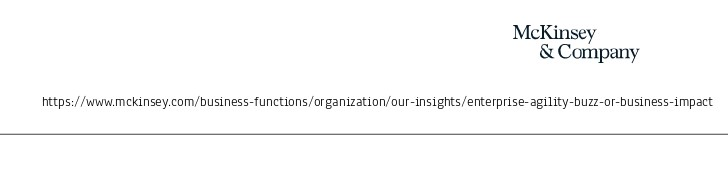 McKinsey
& Company
https://www.mckinsey.com/business-functions/organization/our-insights/enterprise-agility-buzz-or-business-impact